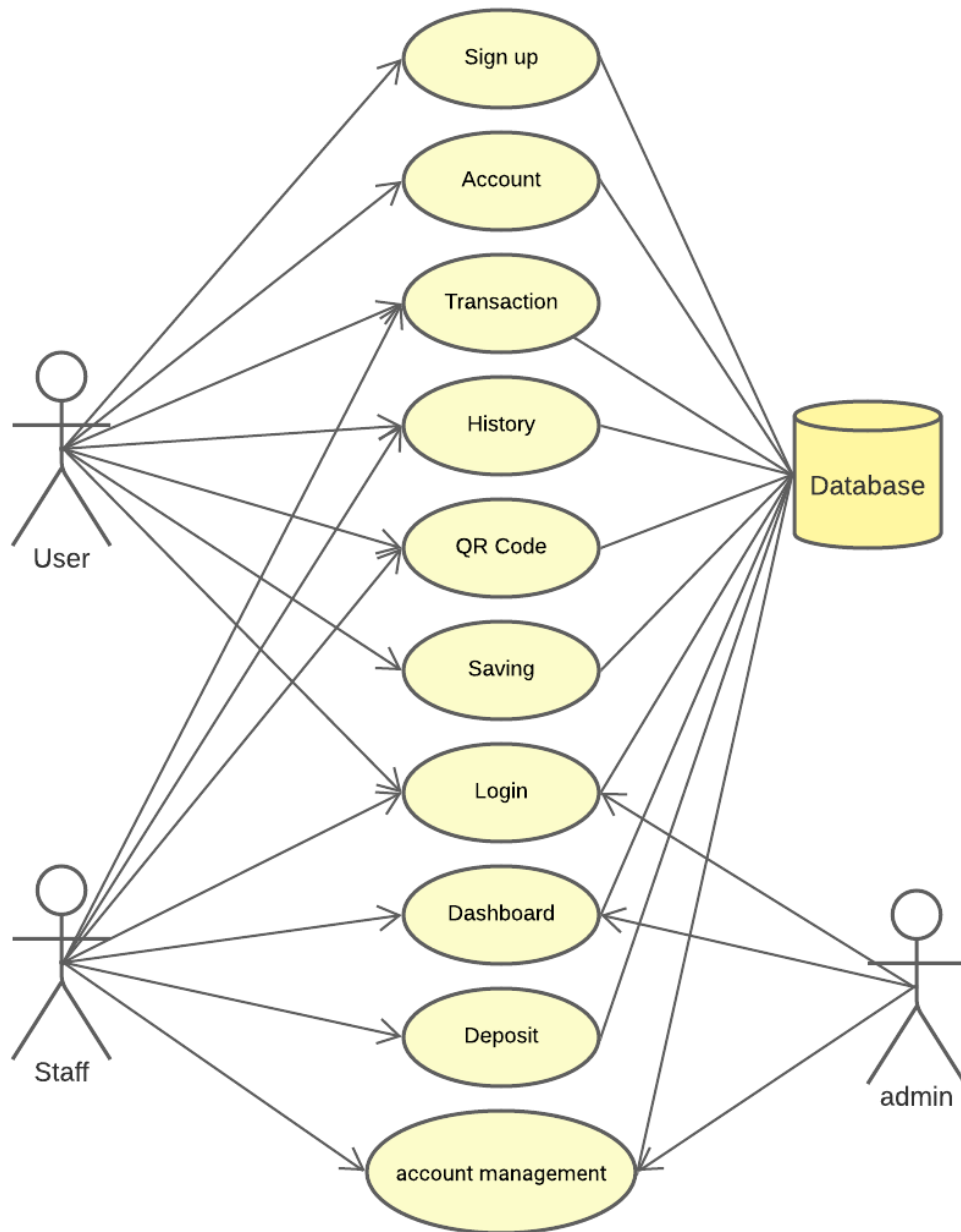 Sign up
Account
Transaction
History
Database
QR Code
User
Saving
Login
Dashboard
Deposit
Staff
admin
account management